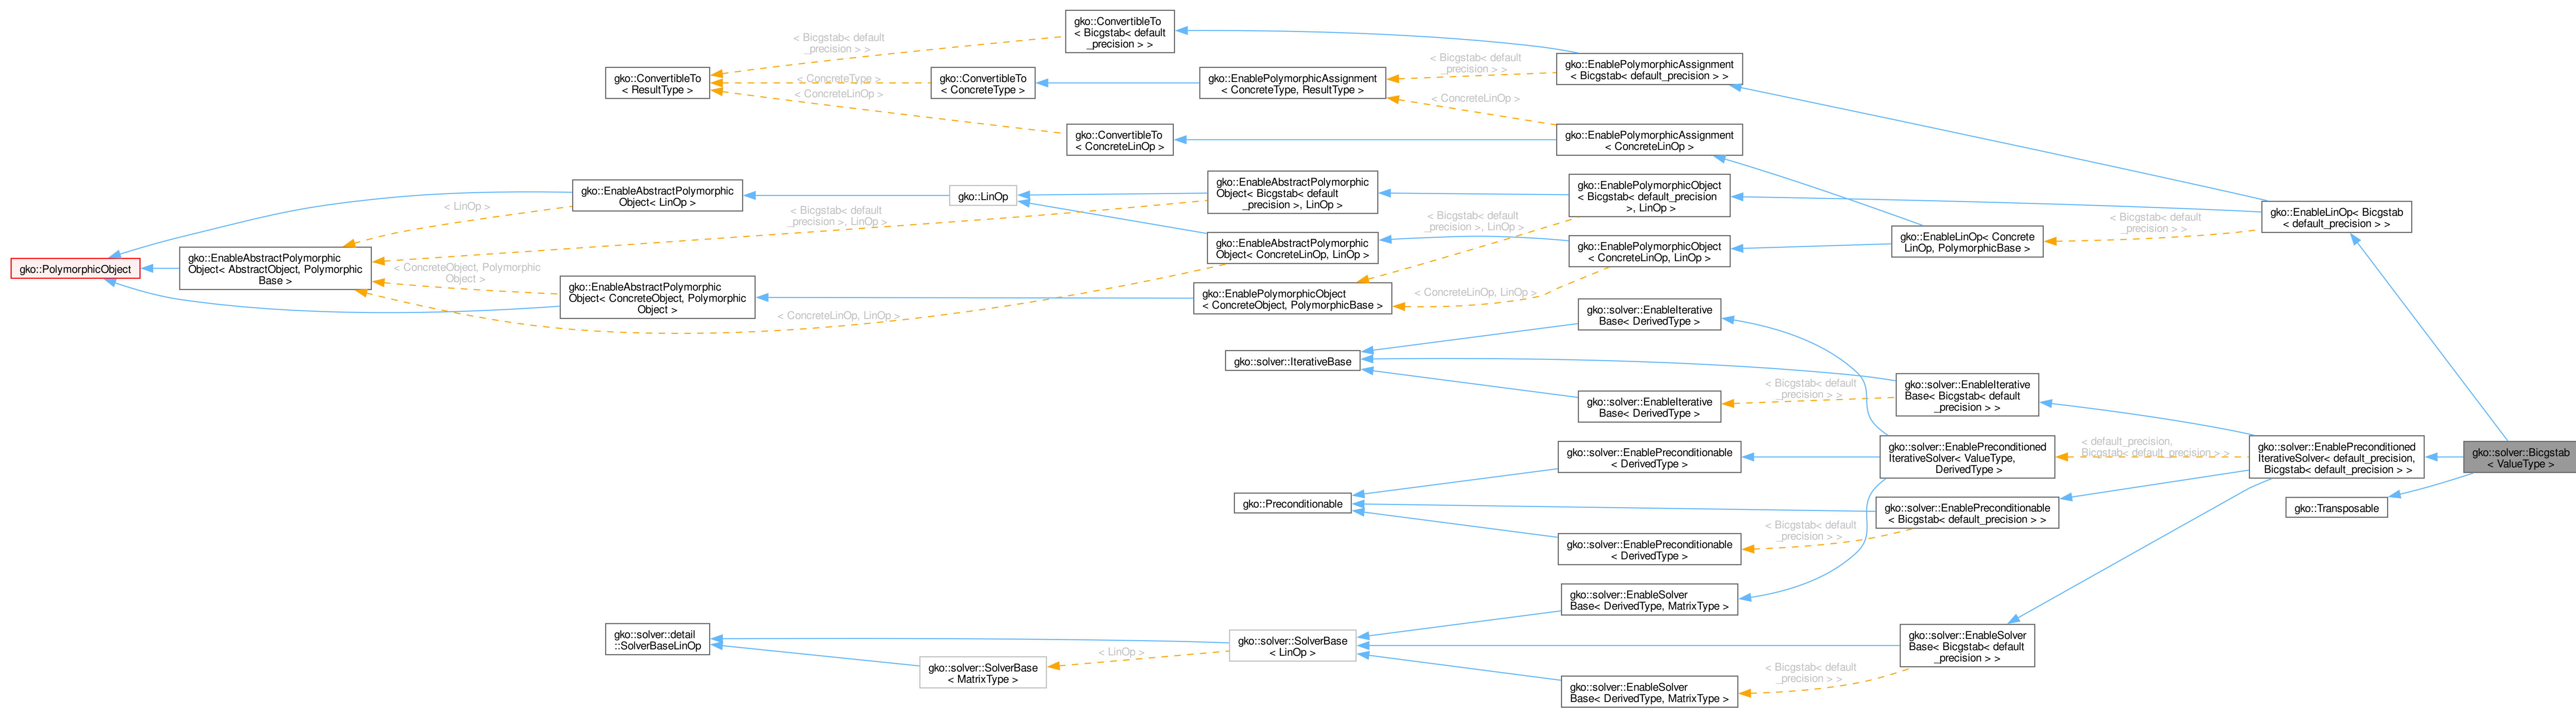 gko::ConvertibleTo
< Bicgstab< default
_precision > >
< Bicgstab< default
_precision > >
gko::ConvertibleTo
< ResultType >
< ConcreteType >
< ConcreteLinOp >
gko::ConvertibleTo
< ConcreteType >
gko::EnablePolymorphicAssignment
< ConcreteType, ResultType >
< Bicgstab< default
_precision > >
gko::EnablePolymorphicAssignment
< Bicgstab< default_precision > >
< ConcreteLinOp >
gko::ConvertibleTo
< ConcreteLinOp >
gko::EnablePolymorphicAssignment
< ConcreteLinOp >
gko::EnableAbstractPolymorphic
Object< LinOp >
gko::LinOp
gko::EnableAbstractPolymorphic
Object< Bicgstab< default
_precision >, LinOp >
gko::EnablePolymorphicObject
< Bicgstab< default_precision
>, LinOp >
gko::EnableLinOp< Bicgstab
< default_precision > >
< LinOp >
< Bicgstab< default
_precision >, LinOp >
< Bicgstab< default
_precision >, LinOp >
< Bicgstab< default
_precision > >
gko::EnableLinOp< Concrete
LinOp, PolymorphicBase >
gko::EnableAbstractPolymorphic
Object< ConcreteLinOp, LinOp >
gko::EnablePolymorphicObject
< ConcreteLinOp, LinOp >
gko::PolymorphicObject
gko::EnableAbstractPolymorphic
Object< AbstractObject, Polymorphic
Base >
< ConcreteObject, Polymorphic
Object >
gko::EnableAbstractPolymorphic
Object< ConcreteObject, Polymorphic
Object >
gko::EnablePolymorphicObject
< ConcreteObject, PolymorphicBase >
< ConcreteLinOp, LinOp >
< ConcreteLinOp, LinOp >
gko::solver::EnableIterative
Base< DerivedType >
gko::solver::IterativeBase
gko::solver::EnableIterative
Base< DerivedType >
< Bicgstab< default
_precision > >
gko::solver::EnableIterative
Base< Bicgstab< default
_precision > >
gko::solver::EnablePreconditionable
< DerivedType >
gko::solver::EnablePreconditioned
IterativeSolver< ValueType,
DerivedType >
< default_precision,
Bicgstab< default_precision > >
gko::solver::EnablePreconditioned
IterativeSolver< default_precision,
Bicgstab< default_precision > >
gko::solver::Bicgstab
< ValueType >
gko::Preconditionable
gko::solver::EnablePreconditionable
< Bicgstab< default_precision > >
gko::Transposable
< Bicgstab< default
_precision > >
gko::solver::EnablePreconditionable
< DerivedType >
gko::solver::EnableSolver
Base< DerivedType, MatrixType >
gko::solver::detail
::SolverBaseLinOp
gko::solver::SolverBase
< MatrixType >
< LinOp >
gko::solver::SolverBase
< LinOp >
gko::solver::EnableSolver
Base< Bicgstab< default
_precision > >
< Bicgstab< default
_precision > >
gko::solver::EnableSolver
Base< DerivedType, MatrixType >